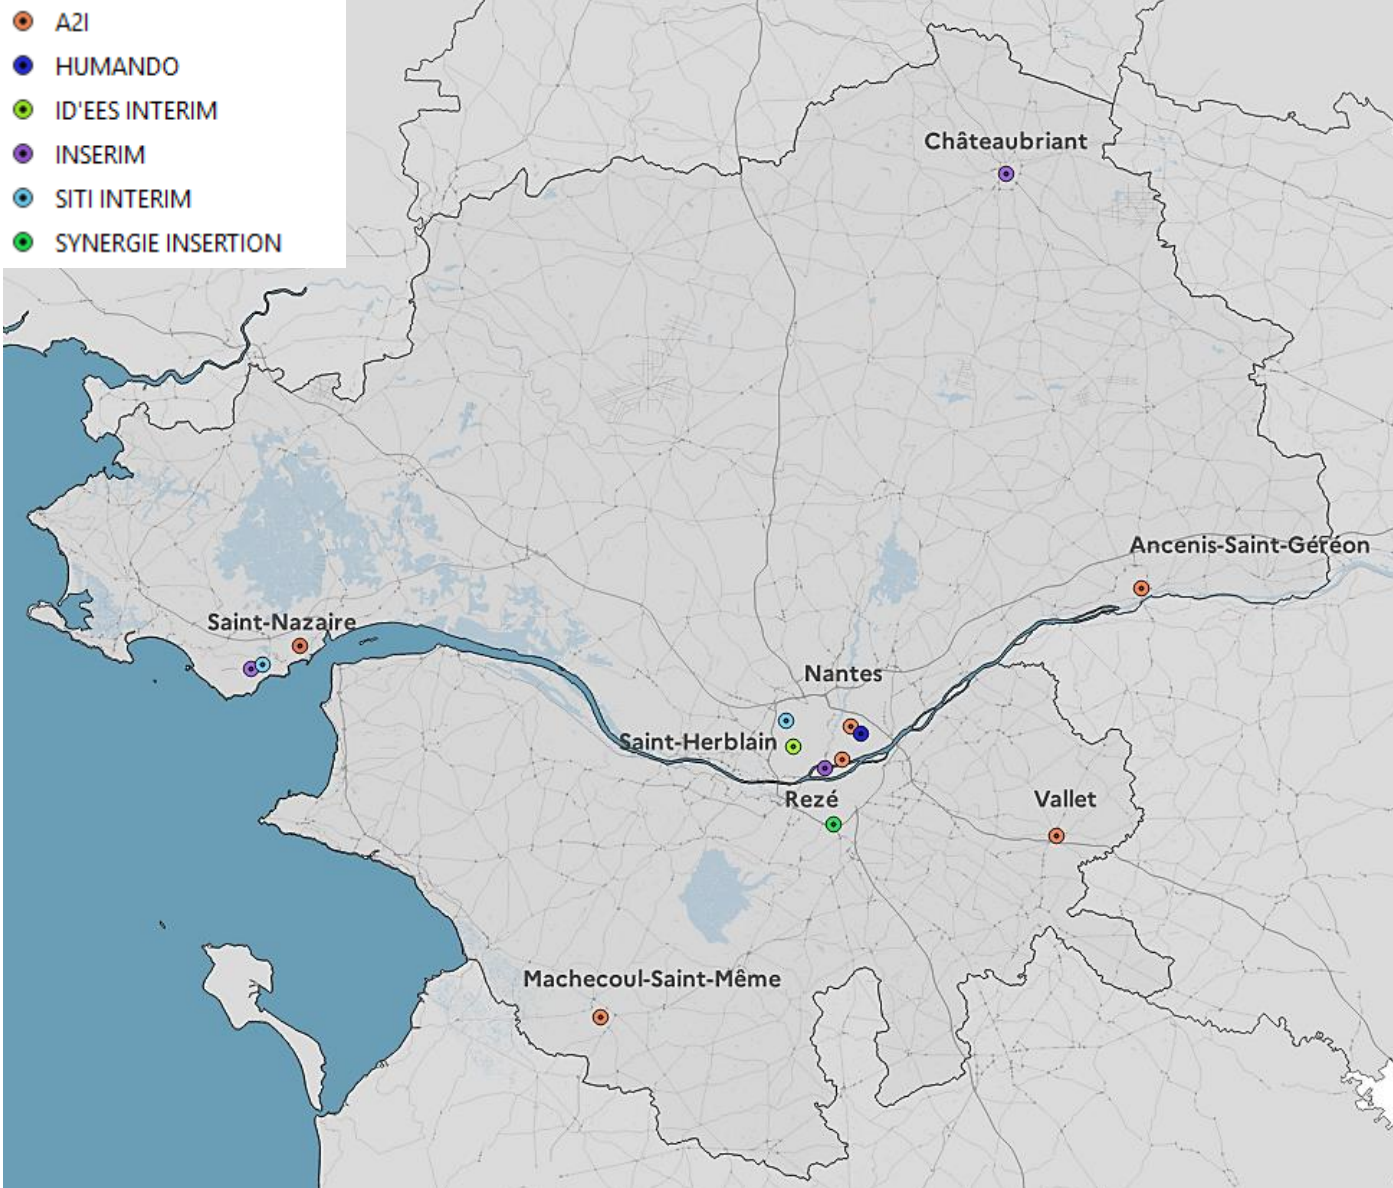 A2I
HUMANDO
ID'EES INTERIM
INSERIM
SITI INTERIM
SYNERGIE INSERTION
Châteaubriant
Ancenis-Saint-Géréon
Saint-Nazaire
Nantes
Saint-Herblain
Rezé
Vallet
Machecoul-Saint-Même